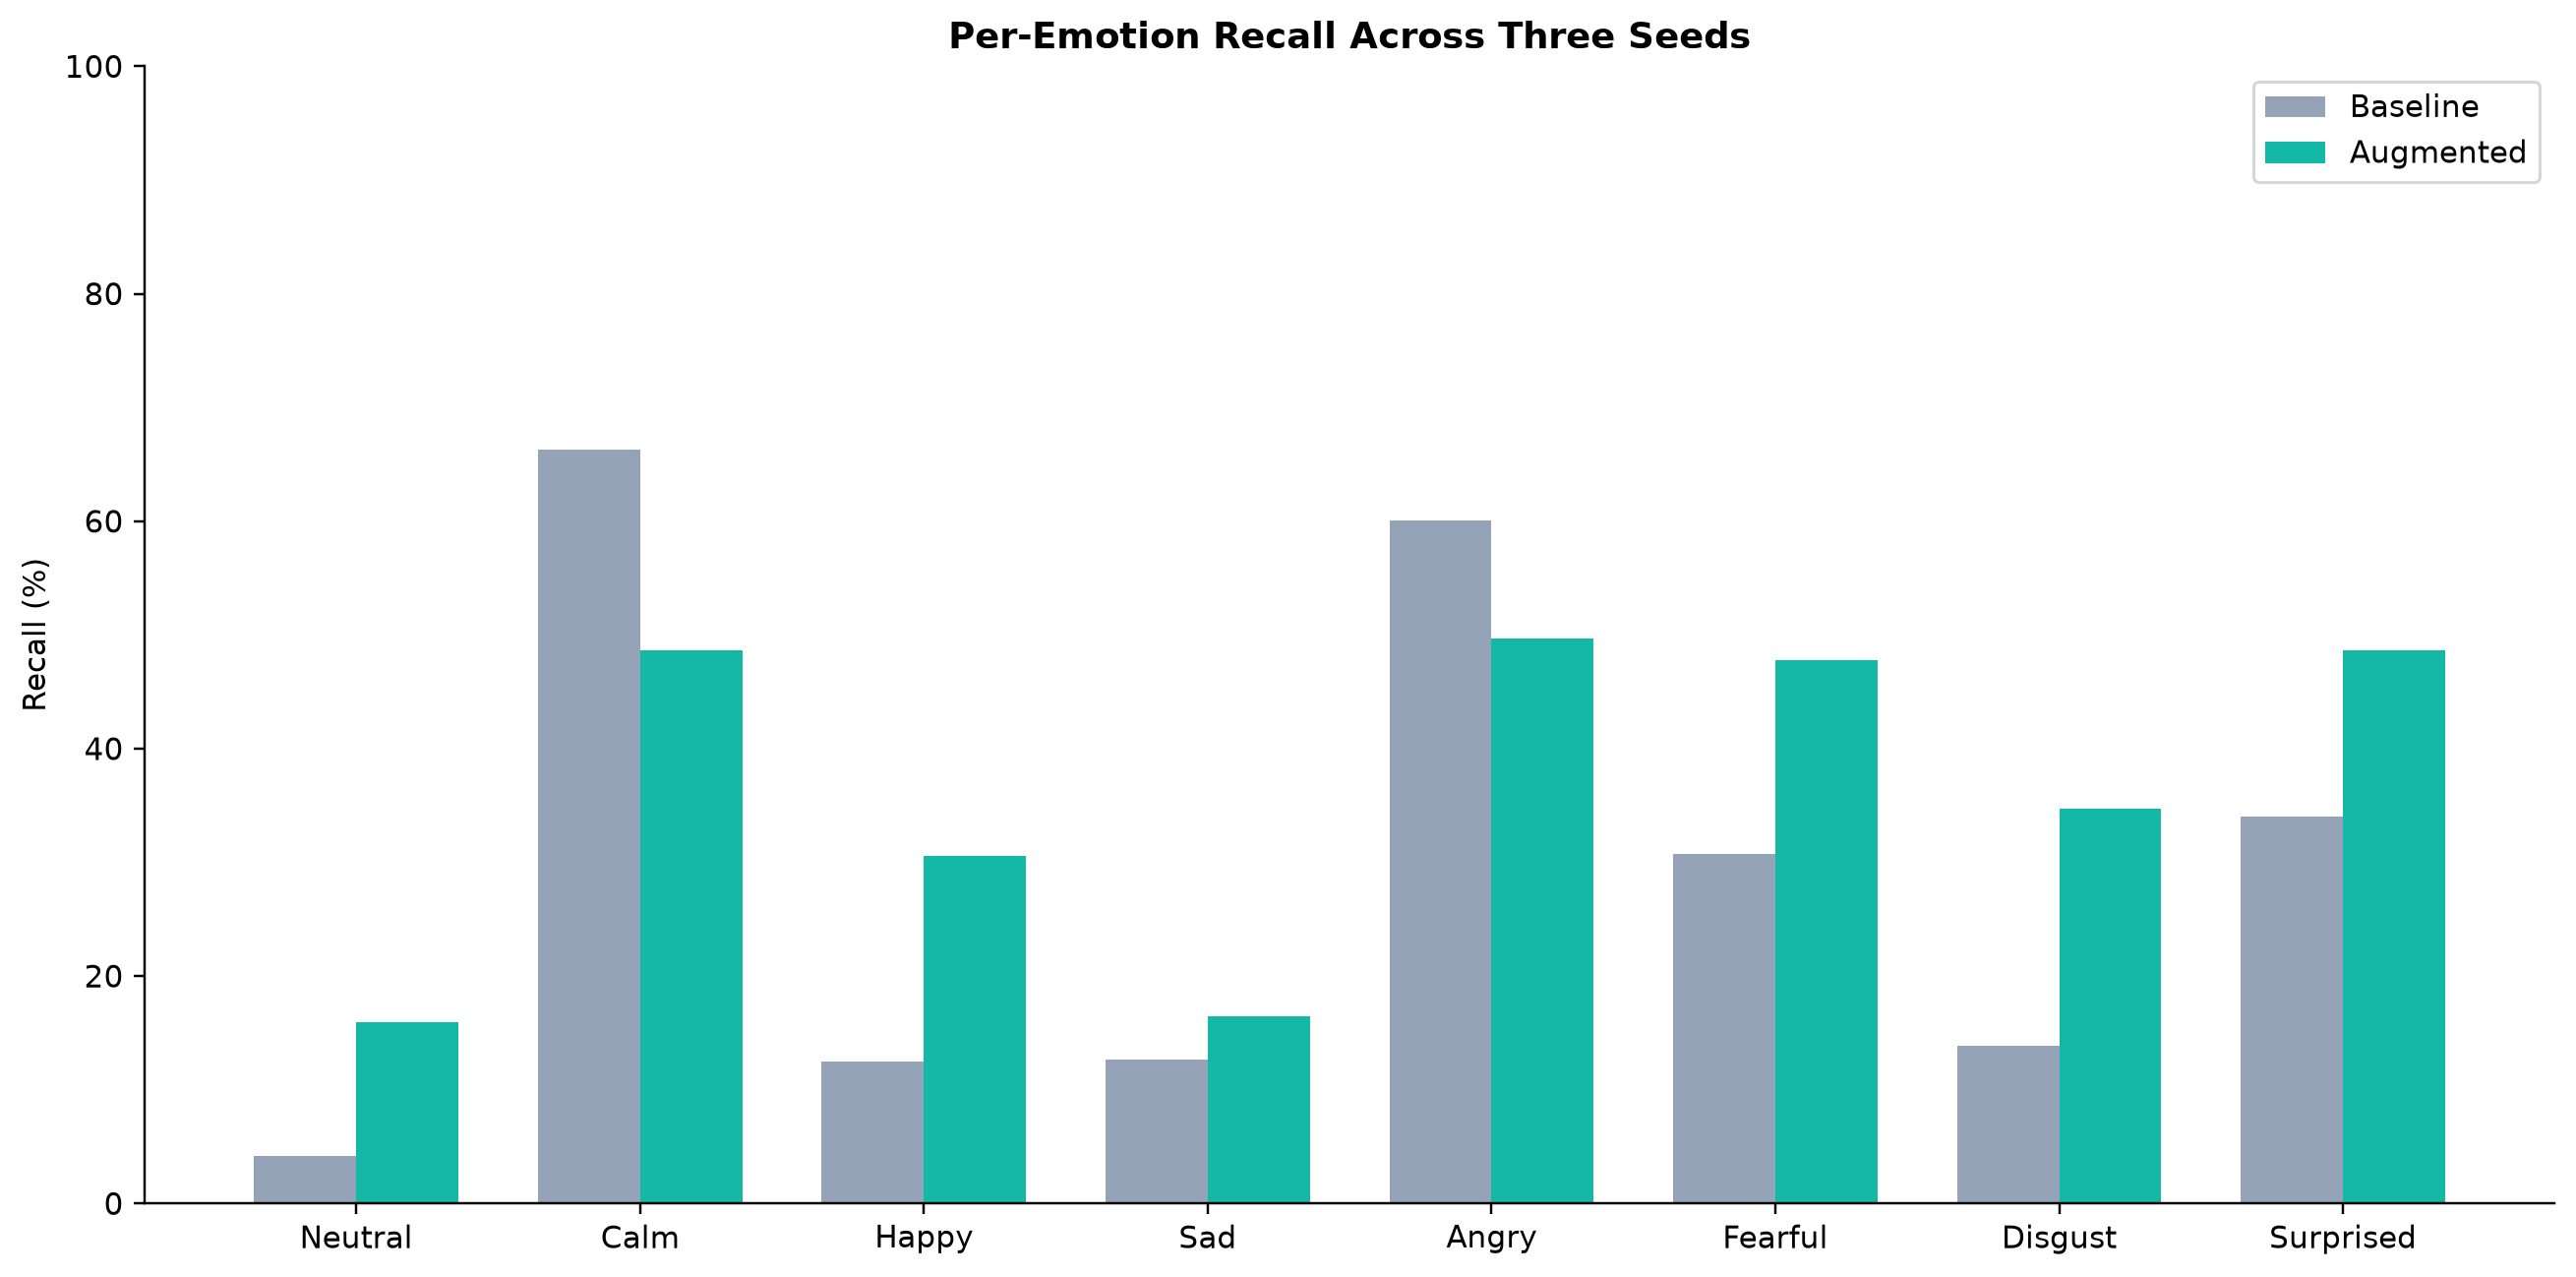 Per-Emotion Recall Across Three Seeds
100
80
60
40
20
0
Recall (%)
Baseline
Augmented
Neutral Calm Happy Sad Angry Fearful Disgust Surprised